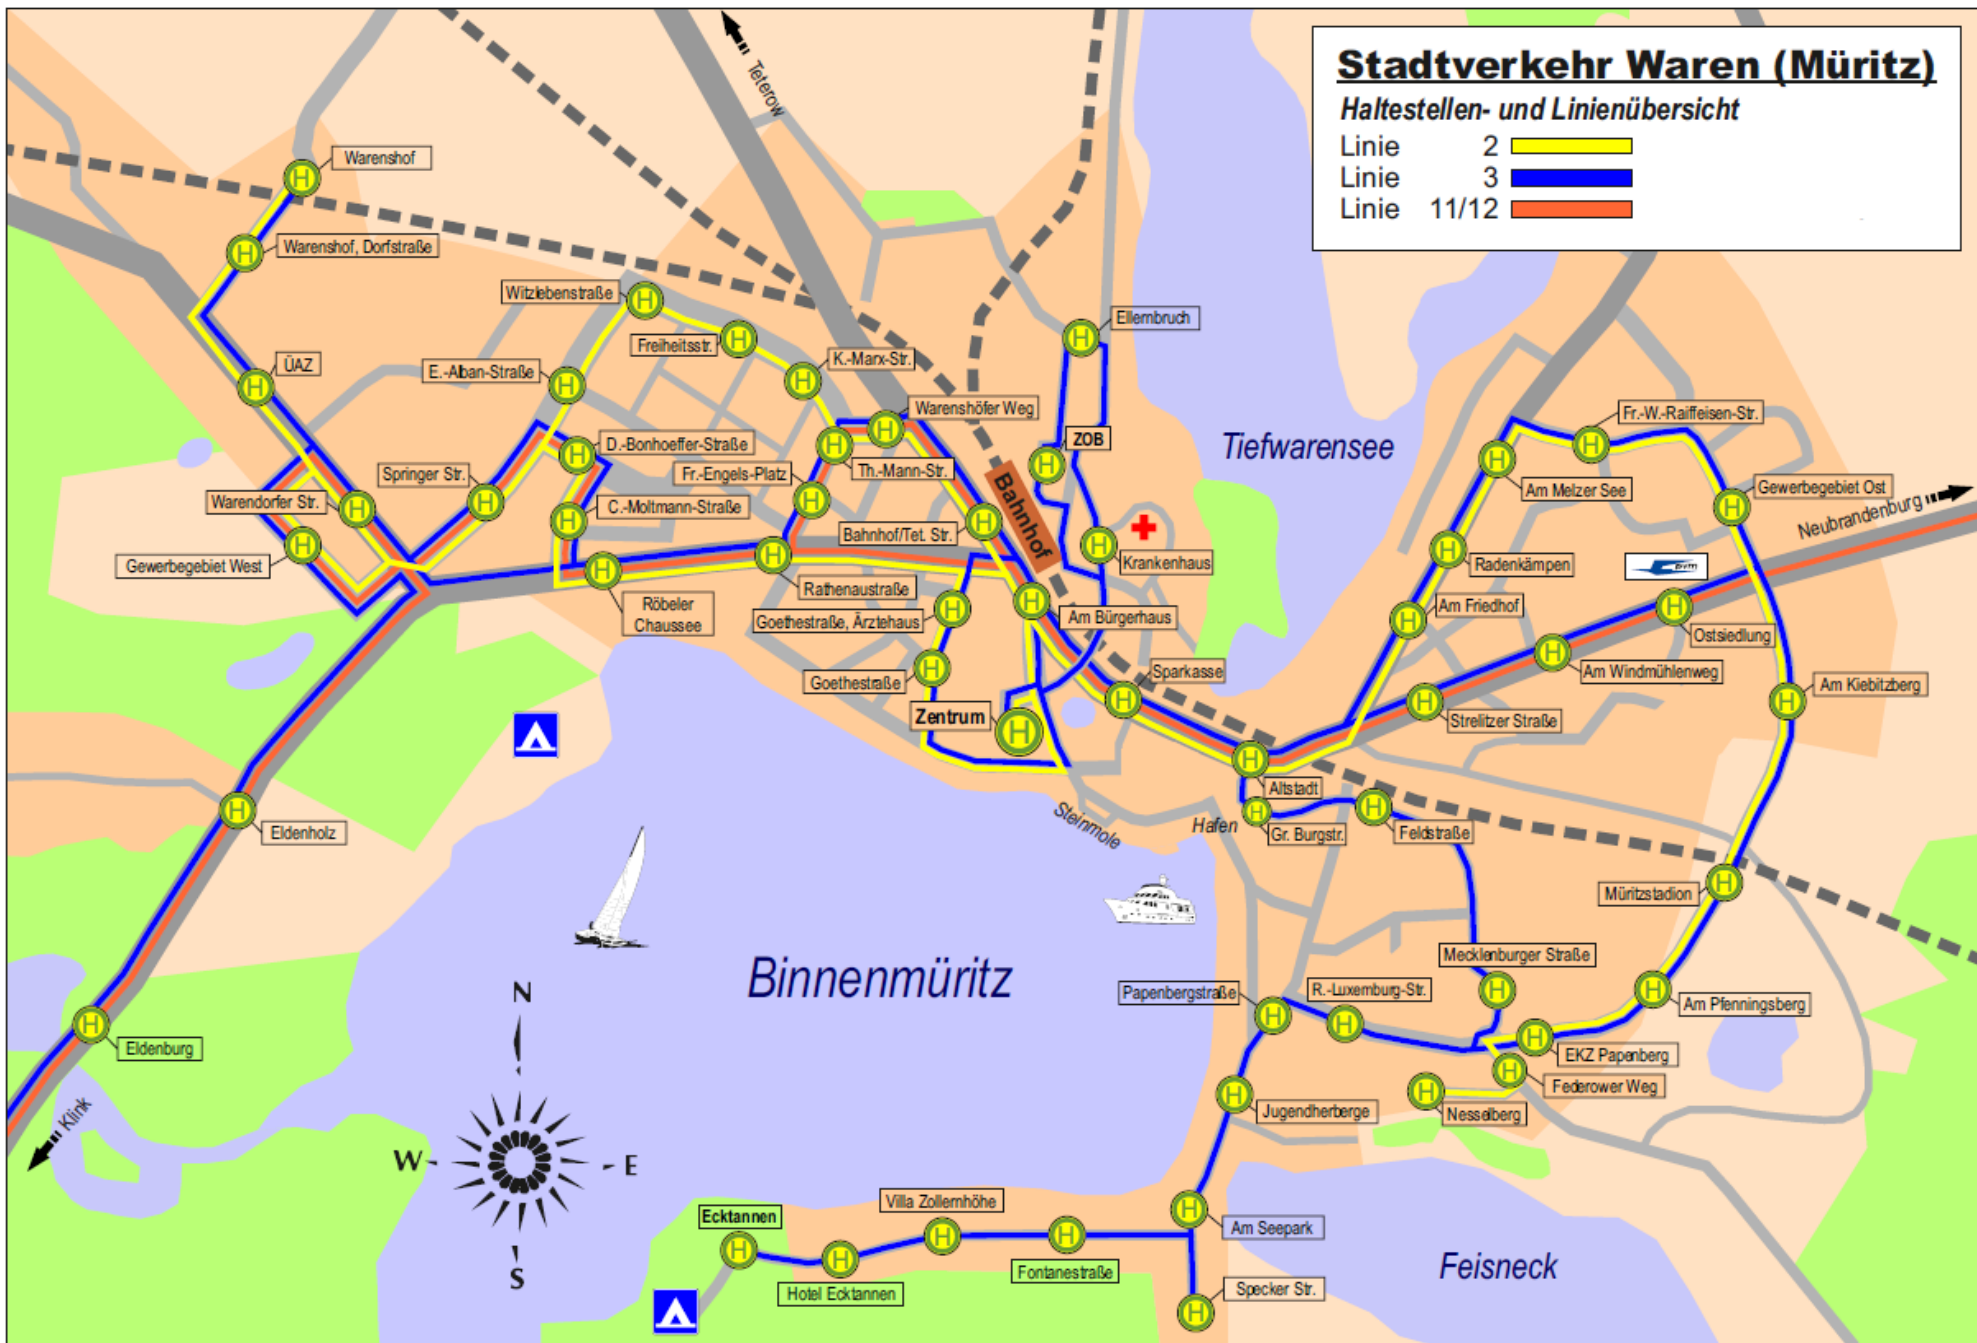 Stadtverkehr Waren (Müritz)
Haltestellen- und Linienübersicht
Linie 2
Linie 3
Linie 11/12
Teterow
Warenshof
Warenshof, Dorfstraße
Witzlebenstraße
Freiheitsstr.
Ellernbruch
K.-Marx-Str.
ÜAZ
E.-Alban-Straße
Warenshöfer Weg
Fr.-W.-Raiffeisen-Str.
ZOB
Tiefwarensee
D.-Bonhoeffer-Straße
Springer Str.
Fr.-Engels-Platz
Th.-Mann-Str.
Bahnhof
Am Melzer See
Gewerbegebiet Ost
Neubrandenburg
Warendorfer Str.
C.-Moltmann-Straße
Bahnhof/Tet. Str.
Krankenhaus
Gewerbegebiet West
Radenkämpen
Röbeler
Chaussee
Rathenaustraße
Goethestraße, Ärztehaus
Am Bürgerhaus
Am Friedhof
Ostsiedlung
Goethestraße
Sparkasse
Am Windmühlenweg
Am Kiebitzberg
Zentrum
Strelitzer Straße
Altstadt
Steinmole
Hafen
Gr. Burgstr.
Feldstraße
Eldenholz
Müritzstadion
Binnenmüritz
Mecklenburger Straße
Papenbergstraße
R.-Luxemburg-Str.
Am Pfenningsberg
Eldenburg
EKZ Papenberg
Federower Weg
Nesselberg
Jugendherberge
Klink
N
W
E
S
Ecktannen
Villa Zollernhöhe
Am Seepark
Fontanestraße
Hotel Ecktannen
Specker Str.
Feisneck